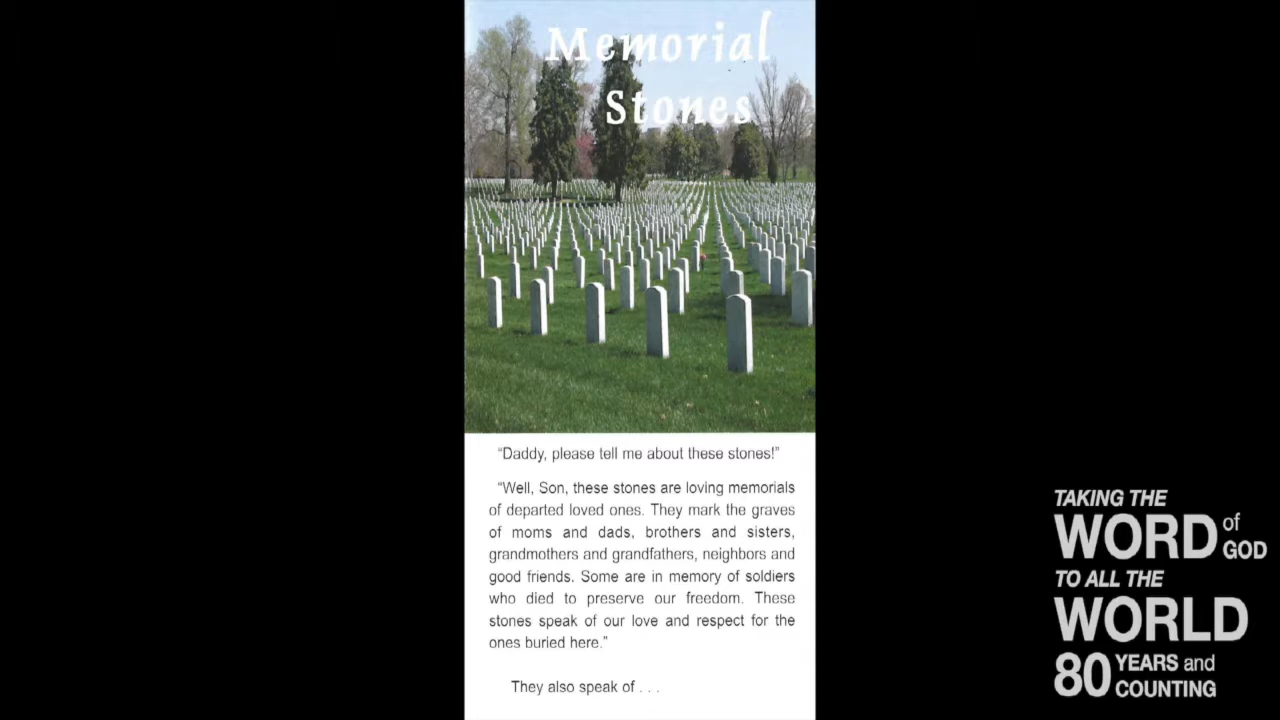 Memorial
Stones
“Daddy, please tell me about these stones!”
“Well, Son, these stones are loving memorials
of departed loved ones. They mark the graves
of moms and dads, brothers and sisters,
grandmothers and grandfathers, neighbors and
good friends. Some are in memory of soldiers
who died to preserve our freedom. These
stones speak of our love and respect for the
ones buried here.”
They also speak of . . .
TAKING THE
WORD of GOD
TO ALL THE
WORLD
80 YEARS and
COUNTING